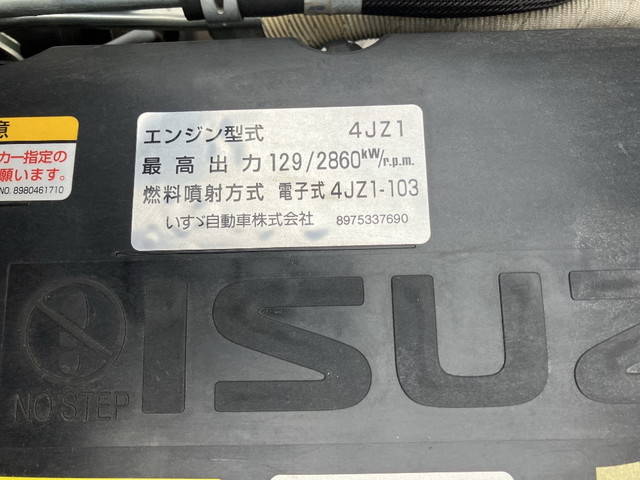 エンジン型式 4JZ1
最高出力 129/2860kW/r.p.m.
燃料噴射方式 電子式 4JZ1-103
いすゞ自動車株式会社 8975337690
意
カー指定の
願います。
NO. 8980461710
ISUZ
NO STEP